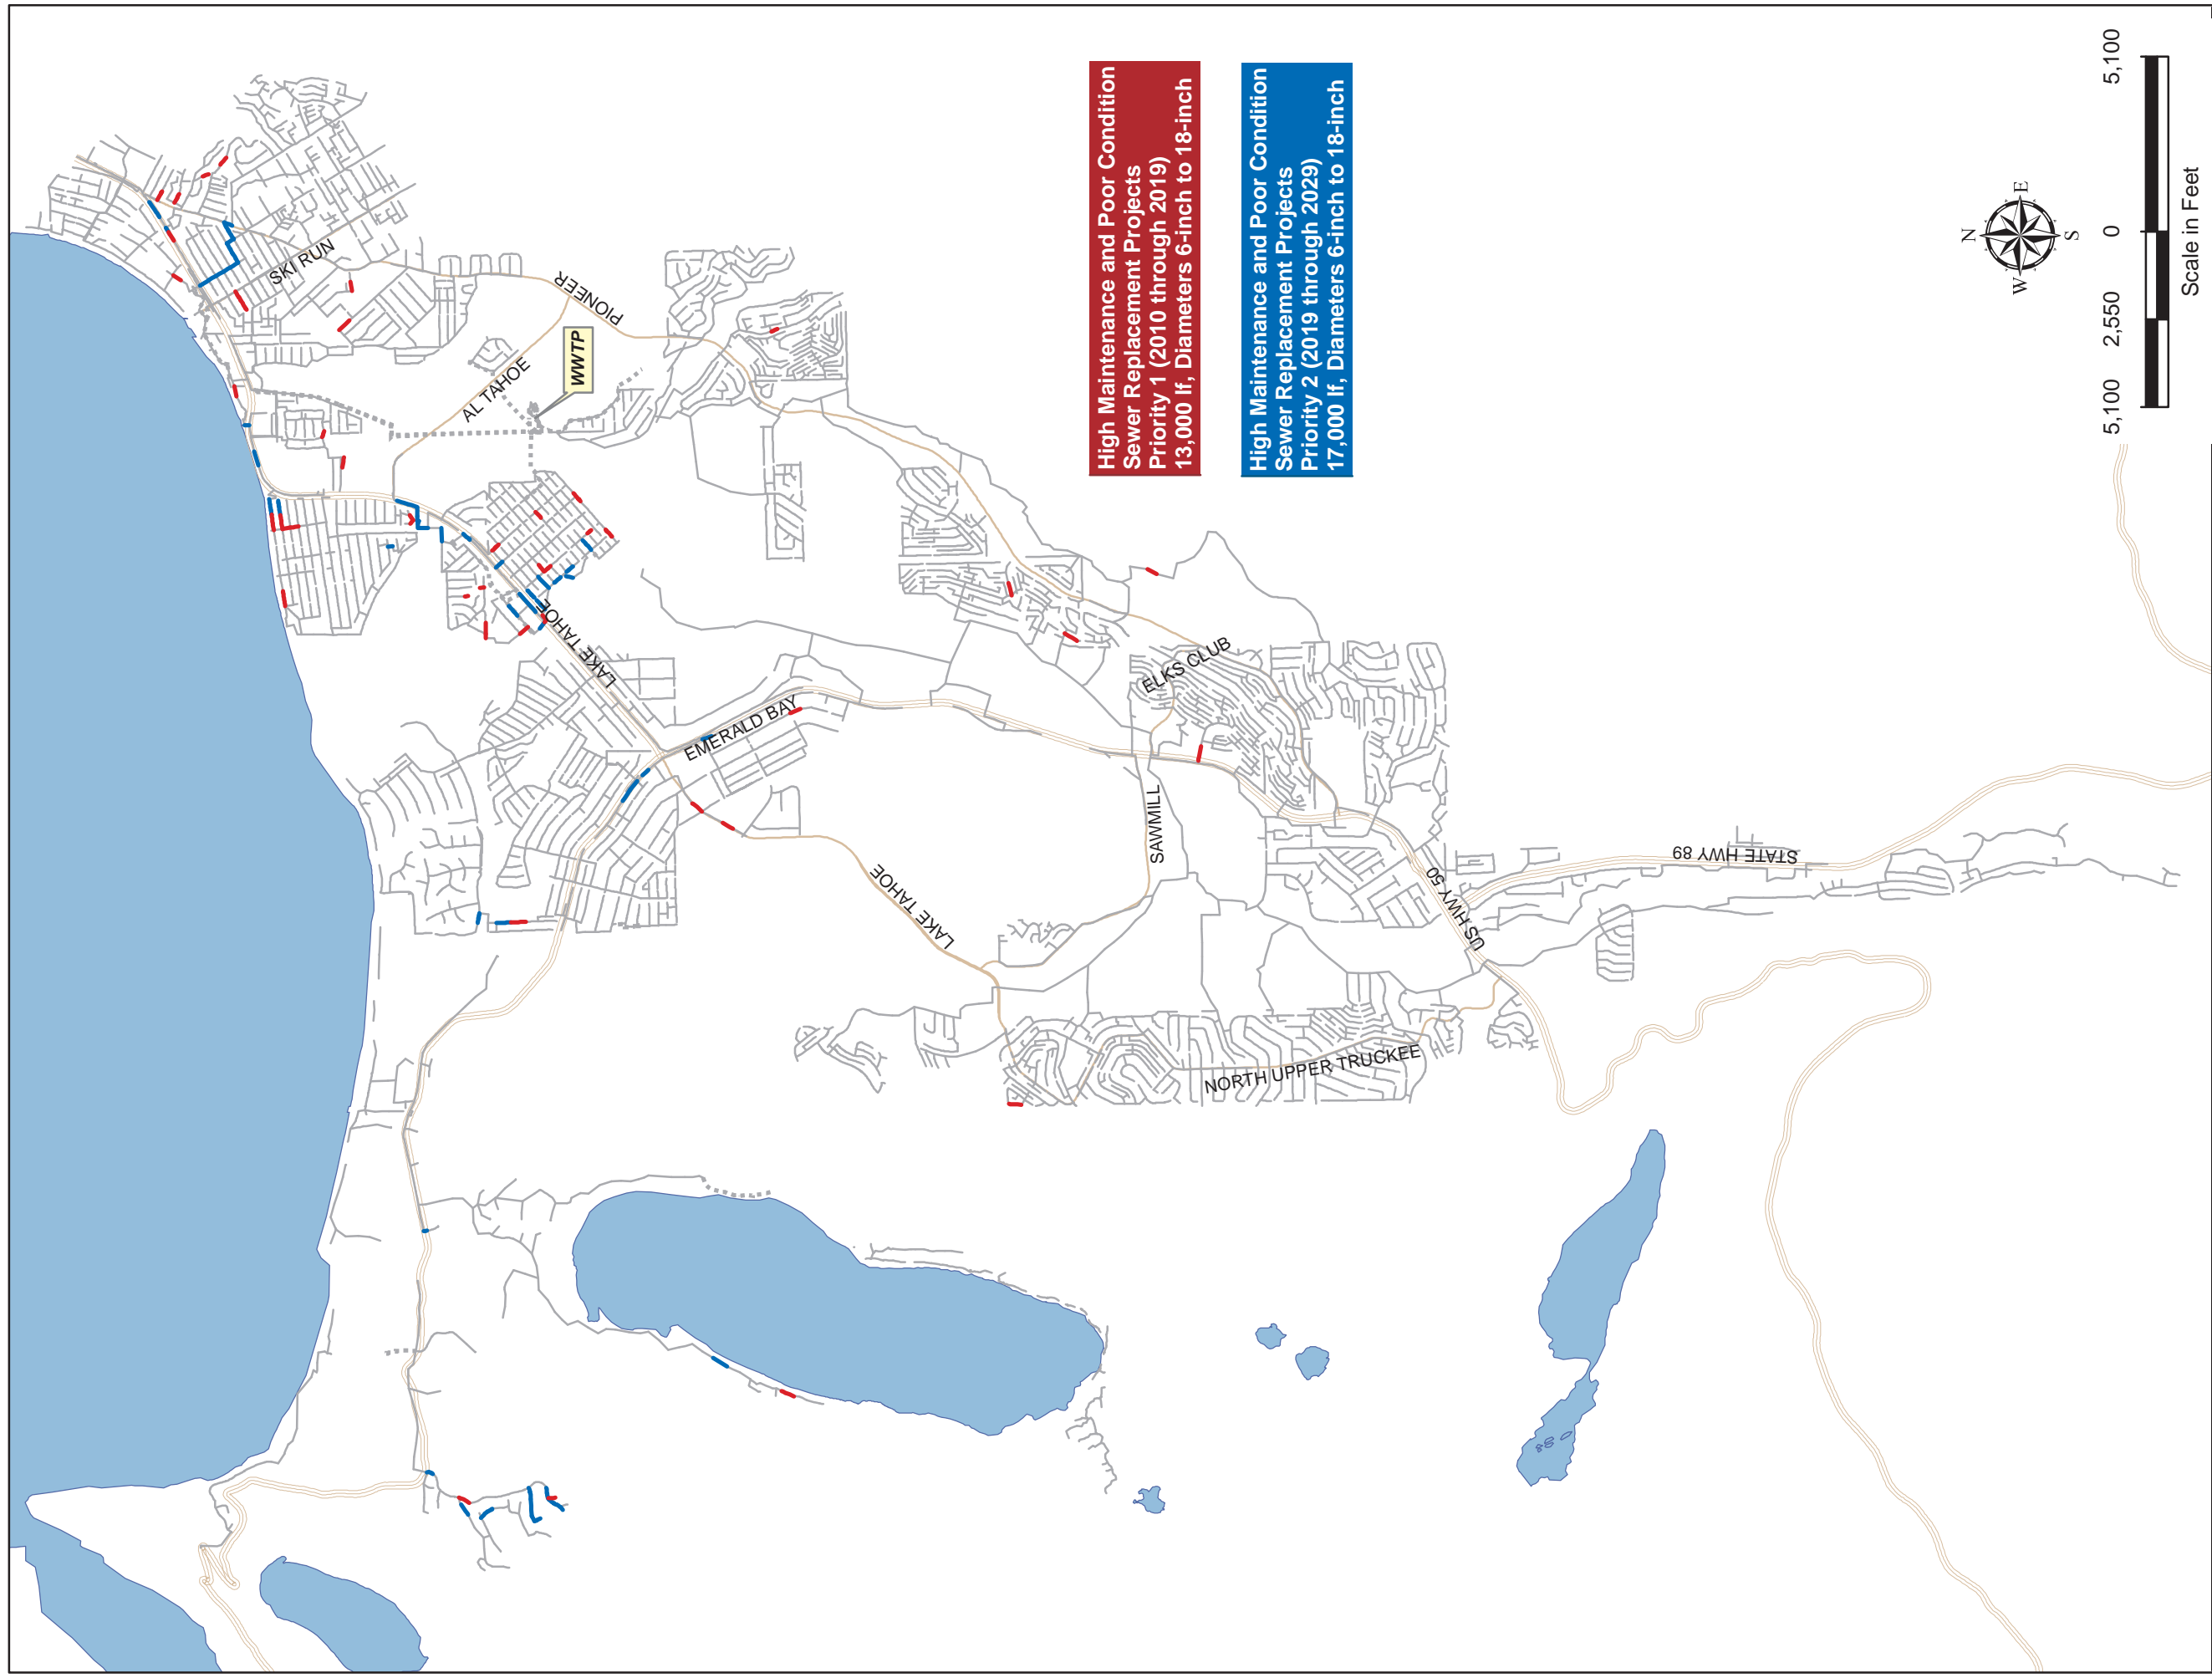 SKI RUN
PIONEER
AL TAHOE
WWTP
LAKE TAHOE
EMERALD BAY
ELKS CLUB
SAWMILL
LAKE TAHOE
US HWY 50
STATE HWY 89
NORTH UPPER TRUCKEE
High Maintenance and Poor Condition
Sewer Replacement Projects
Priority 1 (2010 through 2019)
13,000 lf, Diameters 6-inch to 18-inch
High Maintenance and Poor Condition
Sewer Replacement Projects
Priority 2 (2019 through 2029)
17,000 lf, Diameters 6-inch to 18-inch
N
W
E
S
5,100 2,550 0 5,100
Scale in Feet